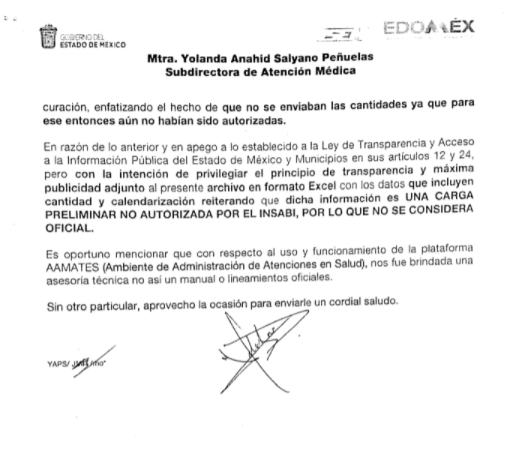 GOBIERNO DEL
ESTADO DE MÉXICO
EDOMÉX
Mtra. Yolanda Anahid Salyano Peñuelas
Subdirectora de Atención Médica
curación, enfatizando el hecho de que no se enviaban las cantidades ya que para
ese entonces aún no habían sido autorizadas.
En razón de lo anterior y en apego a lo establecido a la Ley de Transparencia y Acceso
a la Información Pública del Estado de México y Municipios en sus artículos 12 y 24,
pero con la intención de privilegiar el principio de transparencia y máxima
publicidad adjunto al presente archivo en formato Excel con los datos que incluyen
cantidad y calendarización reiterando que dicha información es UNA CARGA
PRELIMINAR NO AUTORIZADA POR EL INSABI, POR LO QUE NO SE CONSIDERA
OFICIAL.
Es oportuno mencionar que con respecto al uso y funcionamiento de la plataforma
AAMATES (Ambiente de Administración de Atenciones en Salud), nos fue brindada una
asesoría técnica no así un manual o lineamientos oficiales.
Sin otro particular, aprovecho la ocasión para enviarle un cordial saludo.
YAPS/